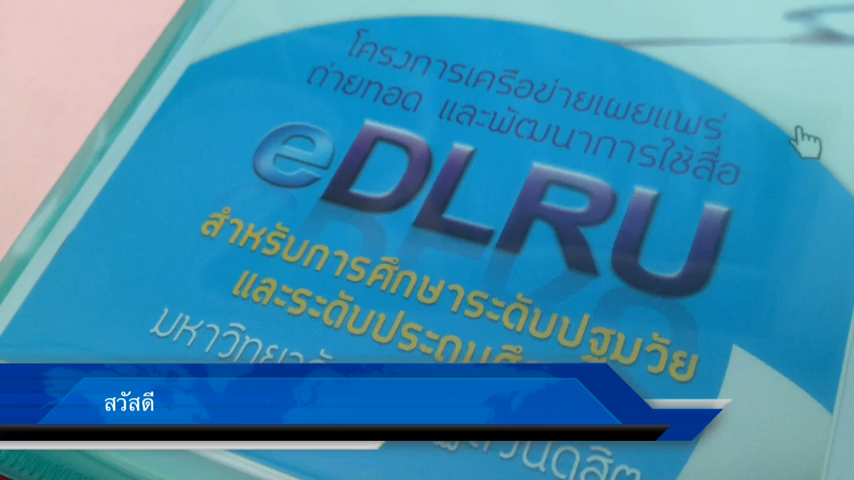 โครงการเครือข่ายเผยแพร่
ถ่ายทอด และพัฒนาการใช้สื่อ
eDLRU
สำหรับการศึกษาระดับปฐมวัย
และระดับประถมศึ
สวัสดี